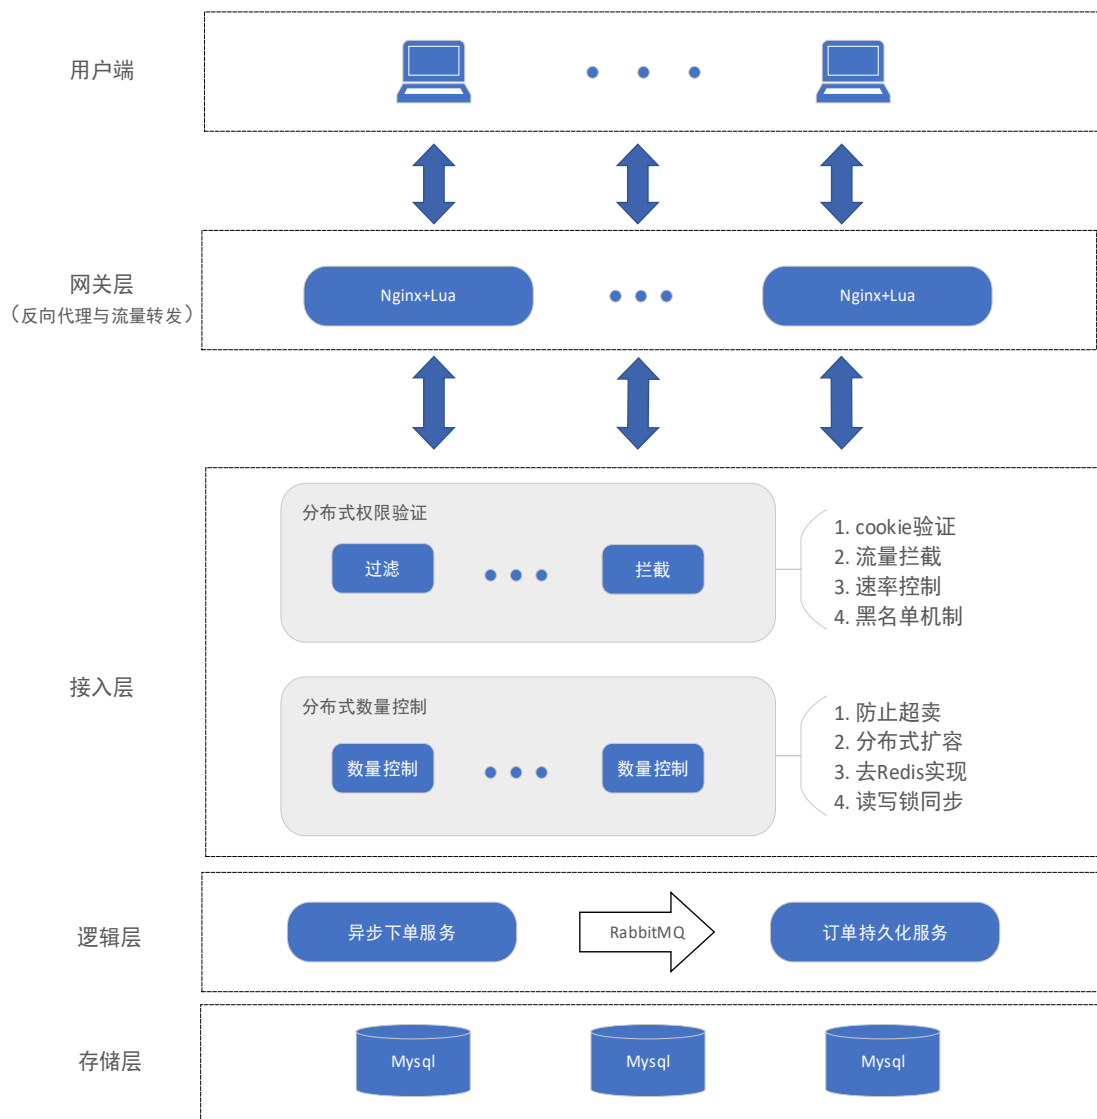 用户端
网关层
（反向代理与流量转发）
Nginx+Lua
Nginx+Lua
接入层
分布式权限验证
过滤
拦截
1. cookie验证
2. 流量拦截
3. 速率控制
4. 黑名单机制
分布式数量控制
数量控制
数量控制
1. 防止超卖
2. 分布式扩容
3. 去Redis实现
4. 读写锁同步
逻辑层
异步下单服务
RabbitMQ
订单持久化服务
存储层
Mysql
Mysql
Mysql